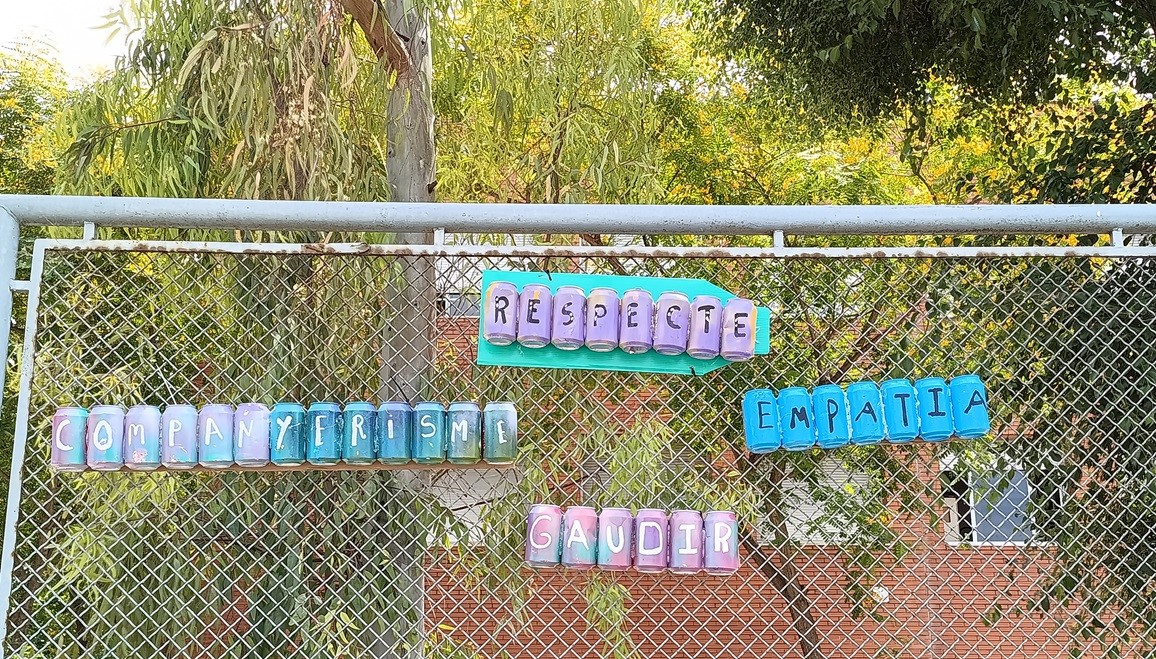 RESPECTE
COMPANYERISME
EMPATIA
GAUDIR